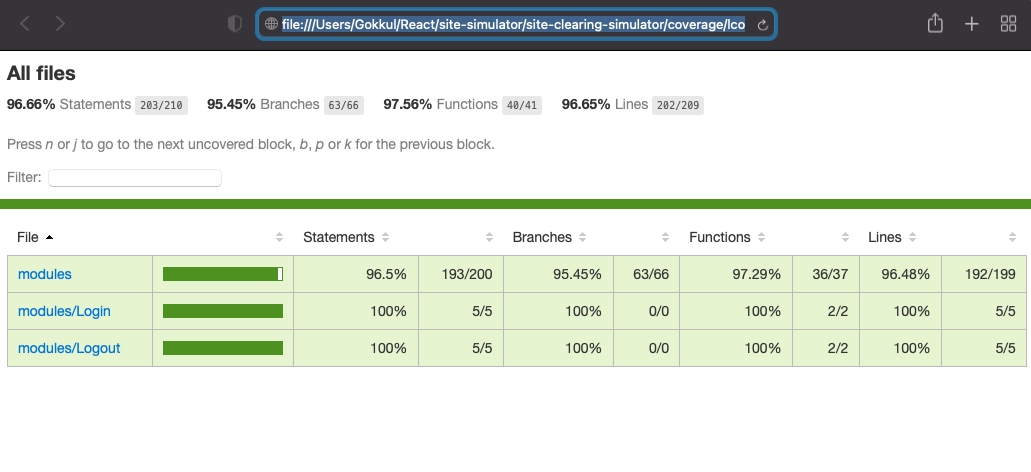 file:///Users/Gokkul/React/site-simulator/site-clearing-simulator/coverage/lco
All files
96.66% Statements 203/210 95.45% Branches 63/66 97.56% Functions 40/41 96.65% Lines 202/209
Press n or j to go to the next uncovered block, b, p or k for the previous block.
Filter:
File Statements Branches Functions Lines
modules 96.5% 193/200 95.45% 63/66 97.29% 36/37 96.48% 192/199
modules/Login 100% 5/5 100% 0/0 100% 2/2 100% 5/5
modules/Logout 100% 5/5 100% 0/0 100% 2/2 100% 5/5